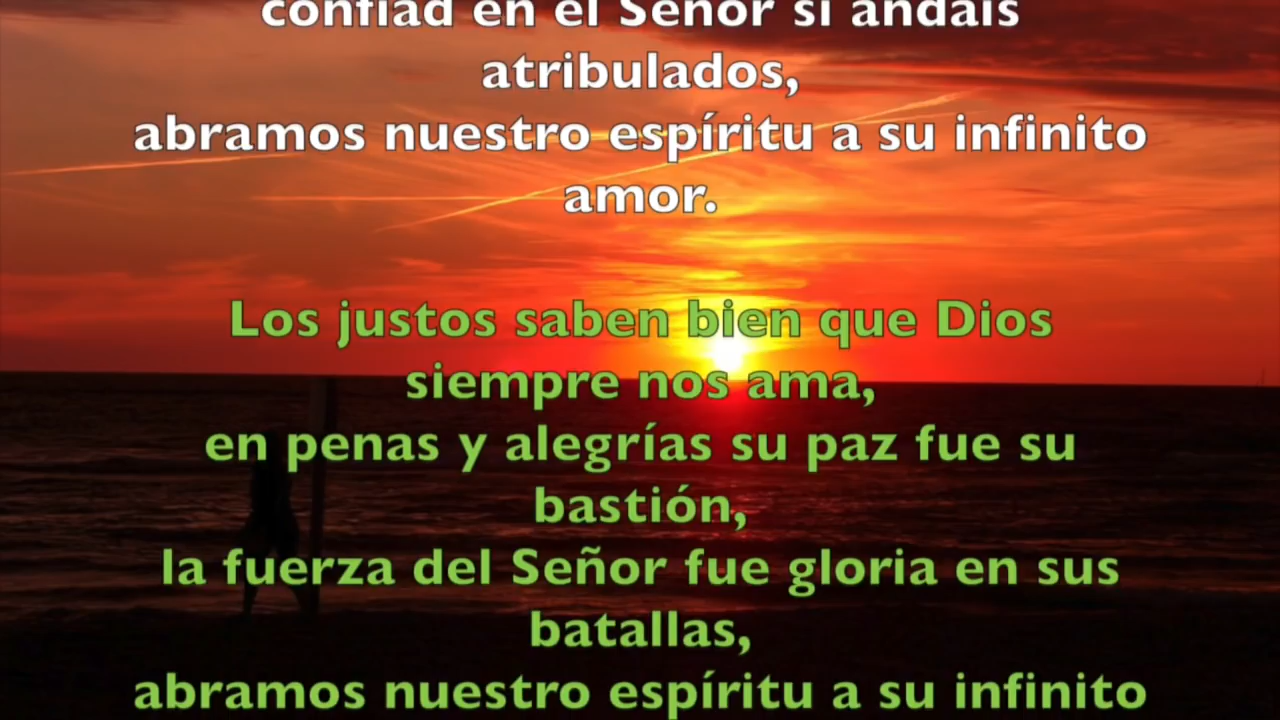 confiad en el Señor si andáis
atribulados,
abramos nuestro espíritu a su infinito
amor.
Los justos saben bien que Dios
siempre nos ama,
en penas y alegrías su paz fue su
bastión,
la fuerza del Señor fue gloria en sus
batallas,
abramos nuestro espíritu a su infinito